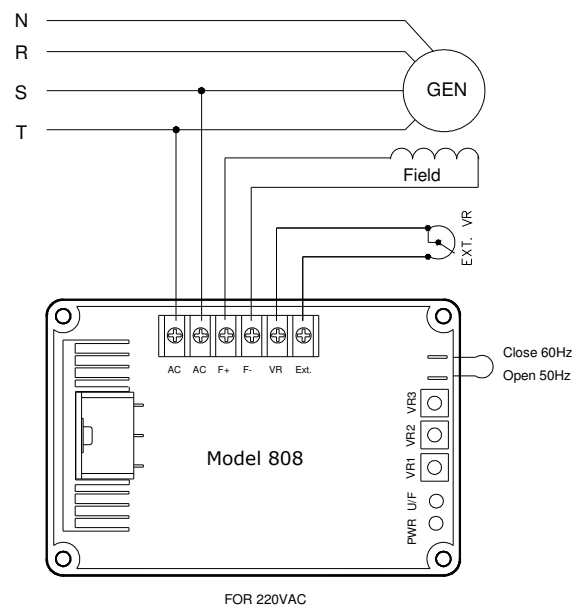 N
R
S
T
GEN
Field
EXT. VR
AC AC F+ F- VR Ext.
Close 60Hz
Open 50Hz
VR3
VR2
VR1
U/F
PWR
Model 808
FOR 220VAC